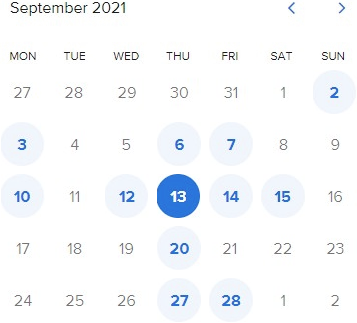 September 2021
MON TUE WED THU FRI SAT SUN
27 28 29 30 31 1 2
3 4 5 6 7 8 9
10 11 12 13 14 15 16
17 18 19 20 21 22 23
24 25 26 27 28 1 2